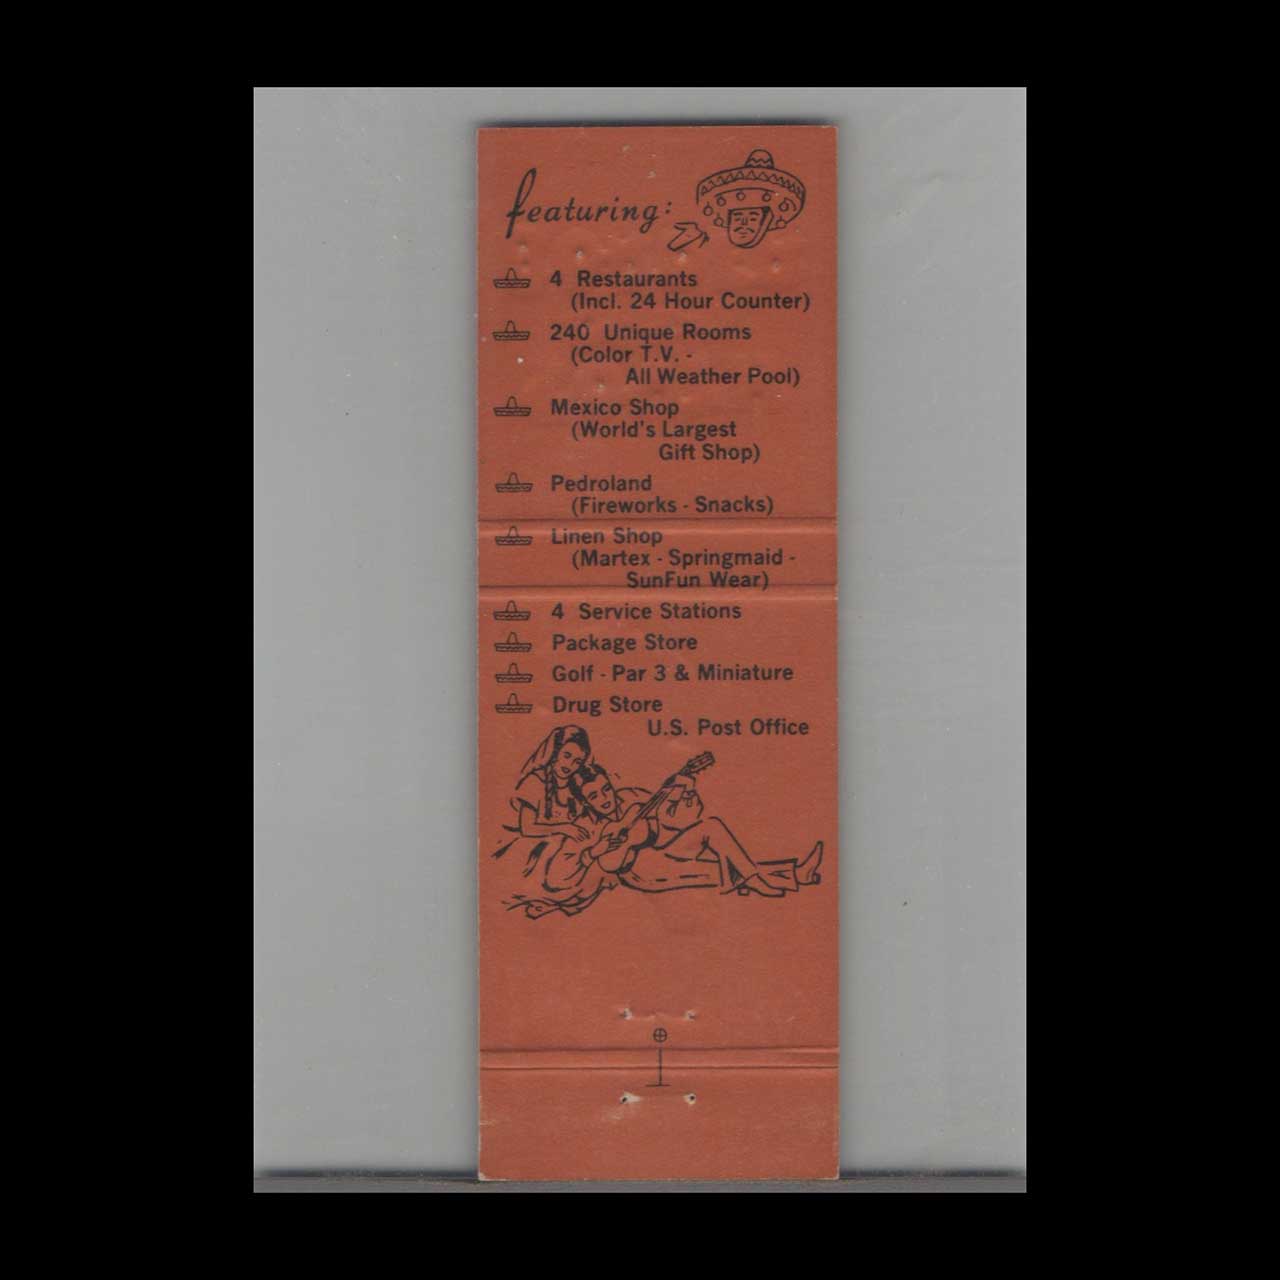 featuring:
4 Restaurants
(Incl. 24 Hour Counter)
240 Unique Rooms
(Color T.V. -
All Weather Pool)
Mexico Shop
(World's Largest
Gift Shop)
Pedroland
(Fireworks - Snacks)
Linen Shop
(Martex - Springmaid -
SunFun Wear)
4 Service Stations
Package Store
Golf - Par 3 & Miniature
Drug Store
U.S. Post Office